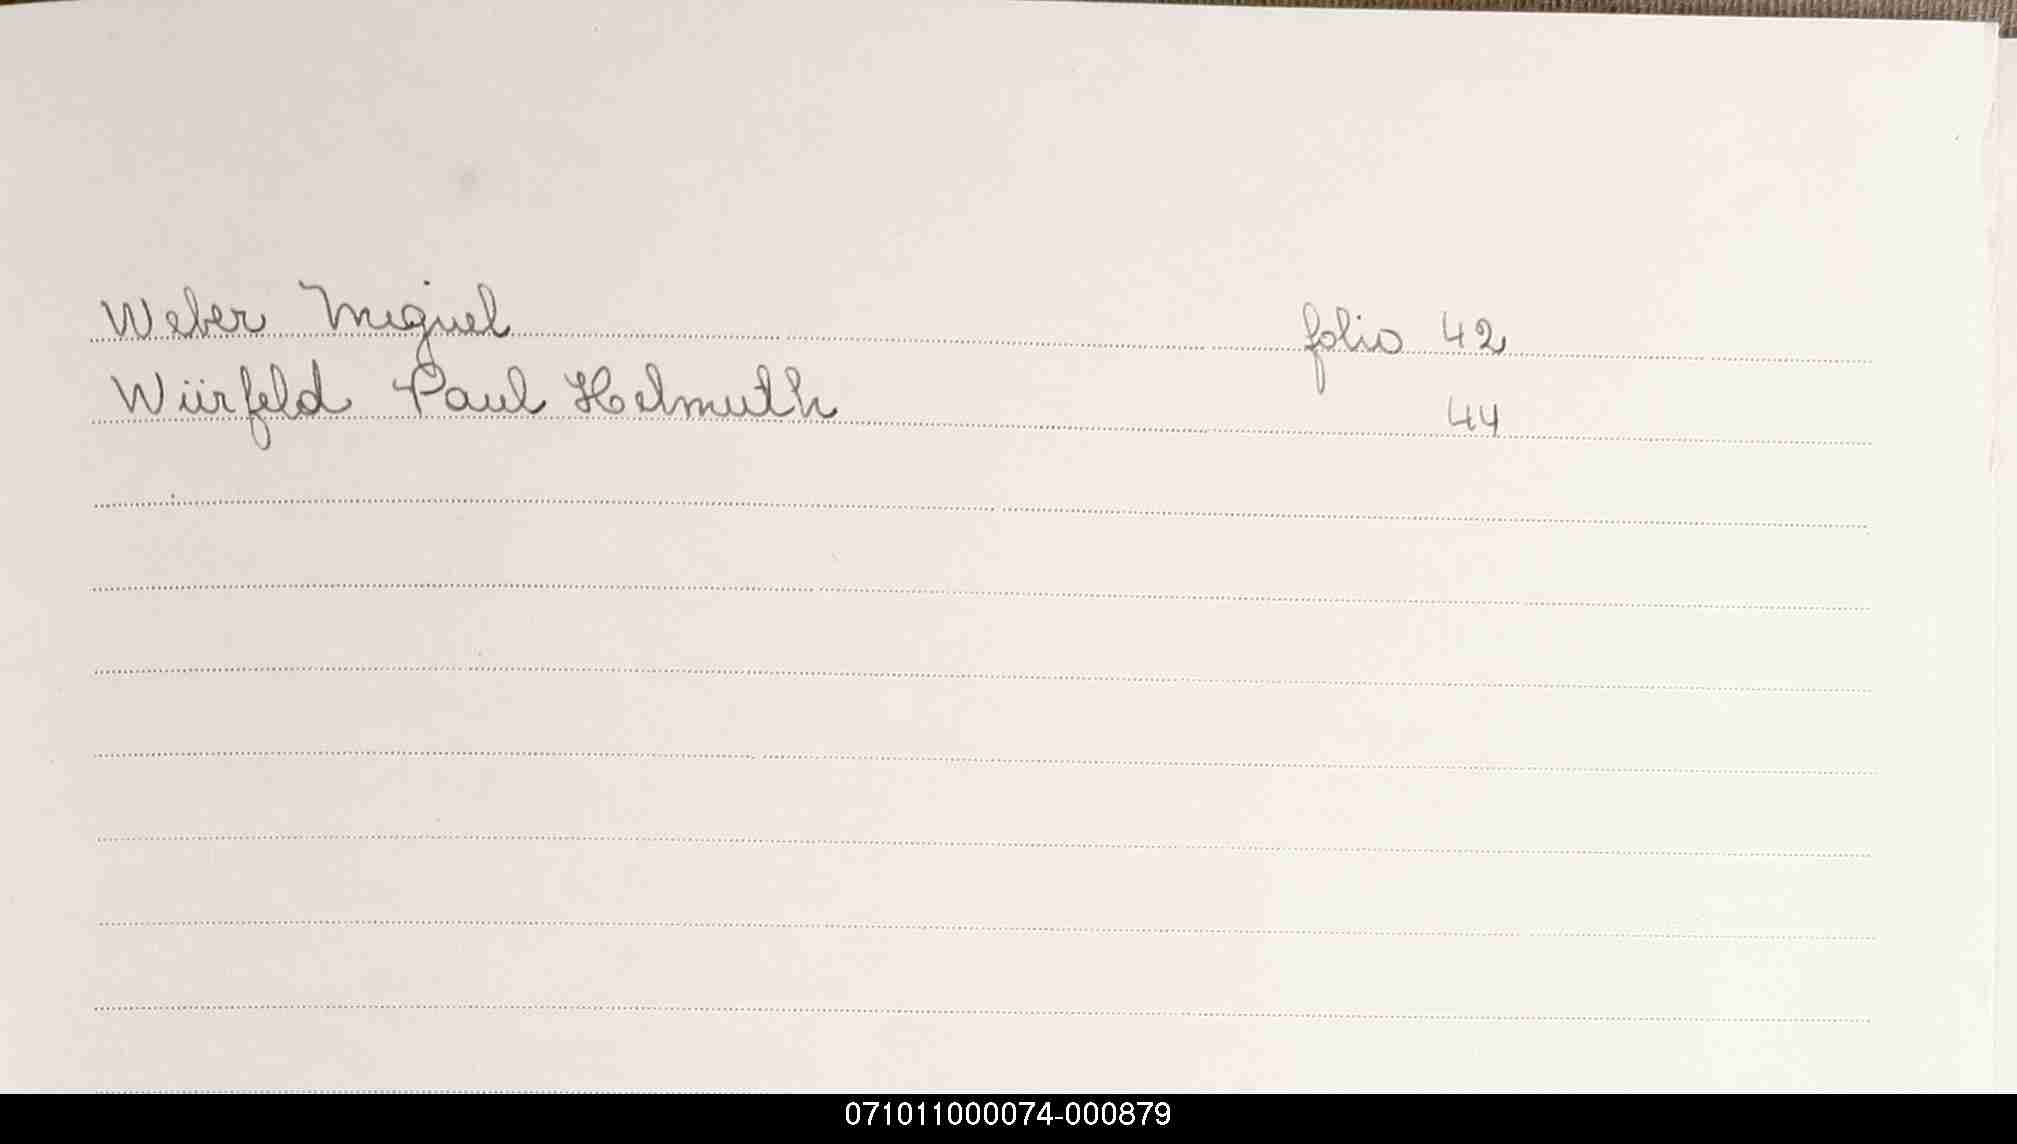 Weber Miguel folio 42
Würfeld Paul Helmuth 44
071011000074-000879